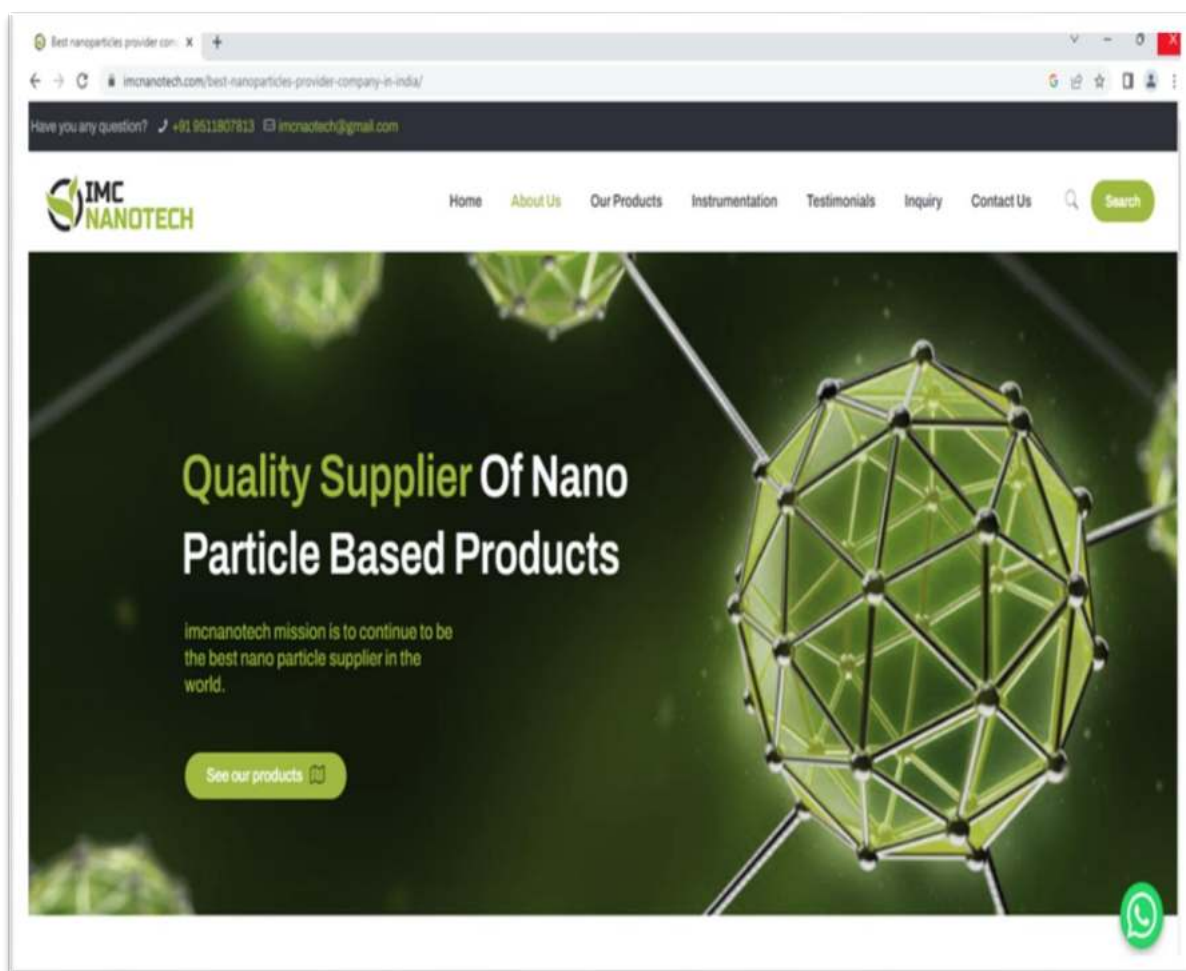 Best nanoparticles provider com
imcnanotech.com/best-nanoparticles-provider-company-in-india/
Have you any question? +91 9511807813 imcnaotech@gmail.com
IMC
NANOTECH
Home About Us Our Products Instrumentation Testimonials Inquiry Contact Us Search
Quality Supplier Of Nano
Particle Based Products
imcnanotech mission is to continue to be
the best nano particle supplier in the
world.
See our products